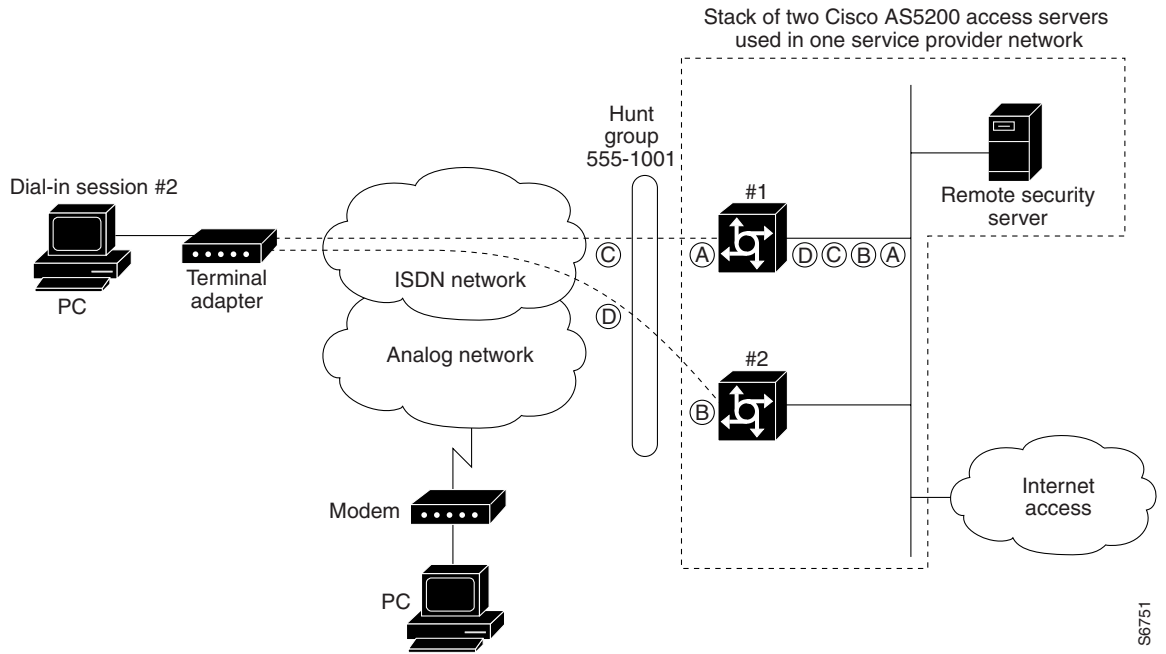 Stack of two Cisco AS5200 access servers
used in one service provider network
Hunt
group
555-1001
Dial-in session #2
PC
Terminal
adapter
ISDN network
Analog network
C
D
#1
A
D C B A
Remote security
server
#2
B
Internet
access
Modem
PC
S6751